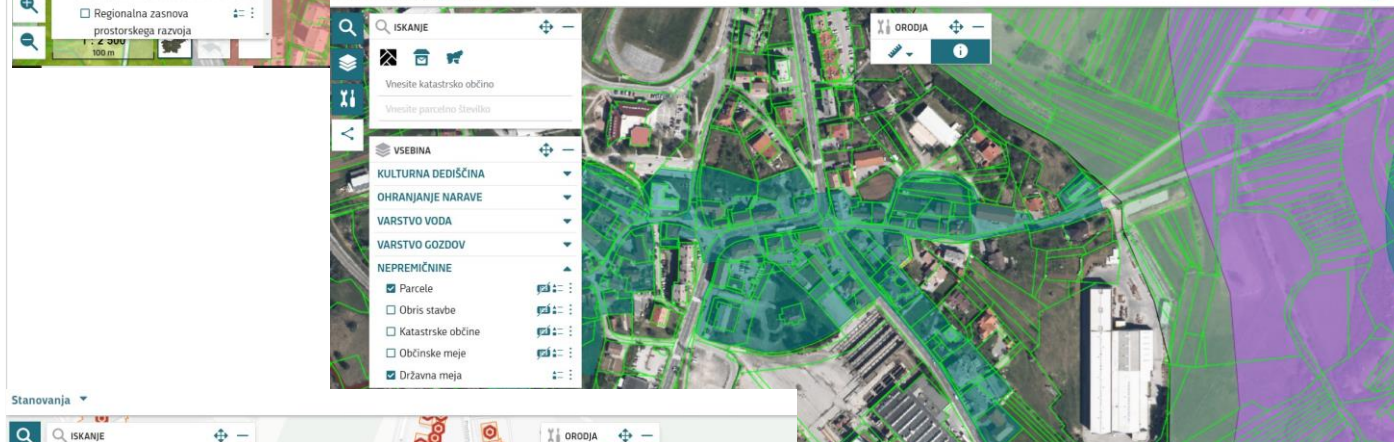 Regionalna zasnova
prostorskega razvoja
1 : 2 500
100 m
ISKANJE
Vnesite katastrsko občino
Vnesite parcelno številko
VSEBINA
KULTURNA DEDIŠČINA
OHRANJANJE NARAVE
VARSTVO VODA
VARSTVO GOZDOV
NEPREMIČNINE
Parcele
Obris stavbe
Katastrske občine
Občinske meje
Državna meja
ORODJA
Stanovanja
ISKANJE
ORODJA